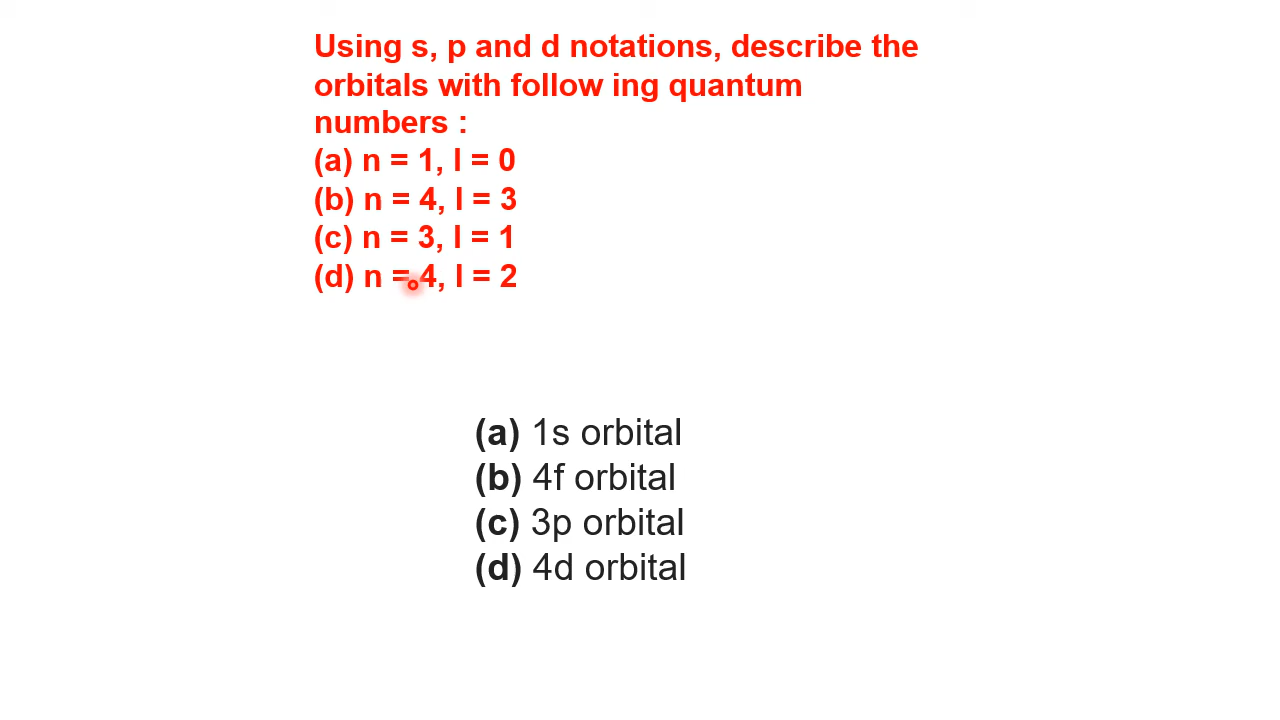 Using s, p and d notations, describe the
orbitals with follow ing quantum
numbers :
(a) n = 1, l = 0
(b) n = 4, l = 3
(c) n = 3, l = 1
(d) n = 4, l = 2
(a) 1s orbital
(b) 4f orbital
(c) 3p orbital
(d) 4d orbital